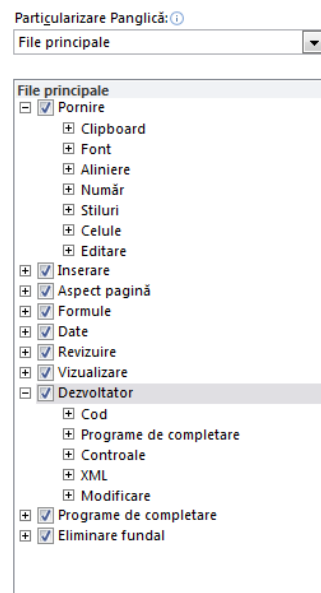 Particularizare Panglică:
File principale
File principale
Pornire
Clipboard
Font
Aliniere
Număr
Stiluri
Celule
Editare
Inserare
Aspect pagină
Formule
Date
Revizuire
Vizualizare
Dezvoltator
Cod
Programe de completare
Controale
XML
Modificare
Programe de completare
Eliminare fundal